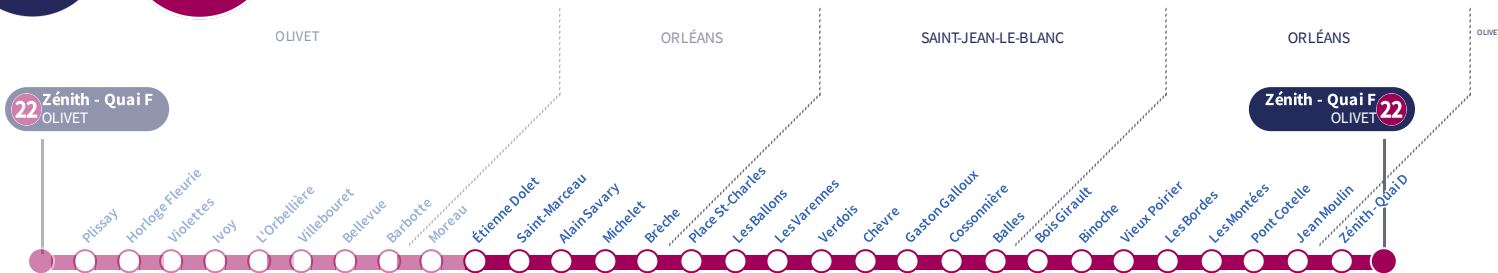 OLIVET
ORLÉANS
SAINT-JEAN-LE-BLANC
ORLÉANS
OLIVE
22 Zénith - Quai F
OLIVET
Zénith - Quai F 22
OLIVET
Plissay
Horloge Fleurie
Violettes
Ivoy
L'Orbellière
Villebouret
Bellevue
Barbotte
Moreau
Étienne Dolet
Saint-Marceau
Alain Savary
Michelet
Brèche
Place St-Charles
Les Ballons
Les Varennes
Verdois
Chèvre
Gaston Galloux
Cossonnière
Balles
Bois Girault
Binoche
Vieux Poirier
Les Bordes
Les Montées
Pont Cotelle
Jean Moulin
Zénith - Quai D